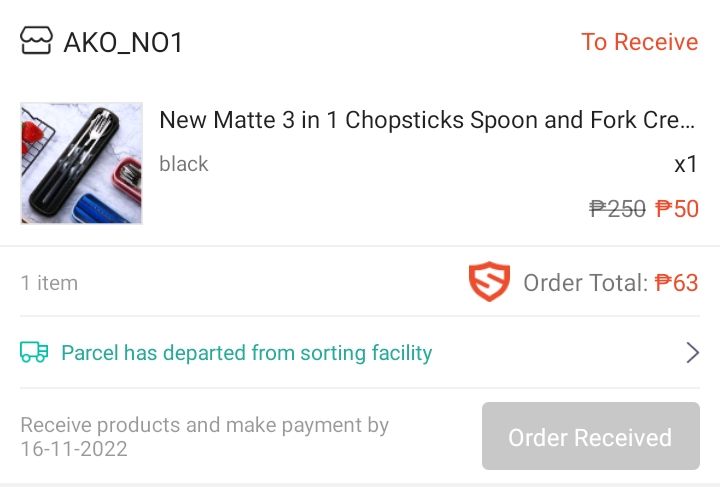 AKO_NO1
To Receive
New Matte 3 in 1 Chopsticks Spoon and Fork Cre...
black
x1
₱250 ₱50
1 item
Order Total: ₱63
Parcel has departed from sorting facility
Receive products and make payment by
16-11-2022
Order Received